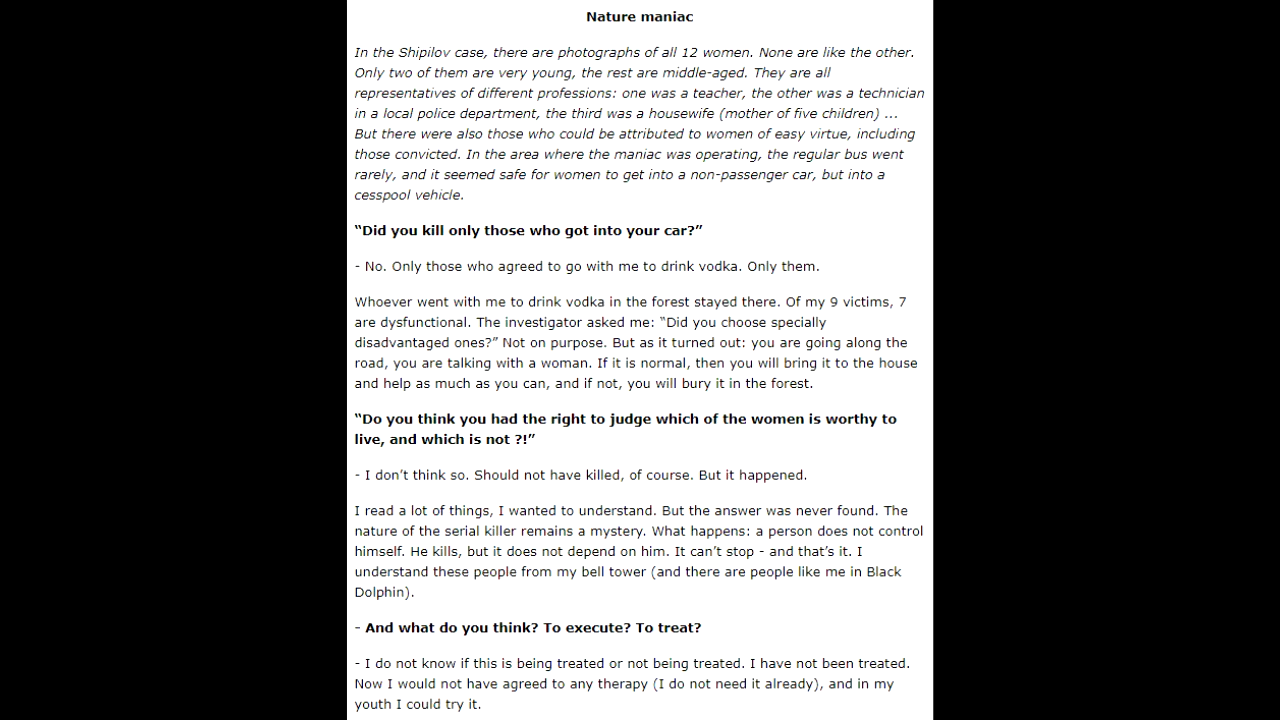 Nature maniac
In the Shipilov case, there are photographs of all 12 women. None are like the other.
Only two of them are very young, the rest are middle-aged. They are all
representatives of different professions: one was a teacher, the other was a technician
in a local police department, the third was a housewife (mother of five children) ...
But there were also those who could be attributed to women of easy virtue, including
those convicted. In the area where the maniac was operating, the regular bus went
rarely, and it seemed safe for women to get into a non-passenger car, but into a
cesspool vehicle.
“Did you kill only those who got into your car?”
- No. Only those who agreed to go with me to drink vodka. Only them.
Whoever went with me to drink vodka in the forest stayed there. Of my 9 victims, 7
are dysfunctional. The investigator asked me: “Did you choose specially
disadvantaged ones?” Not on purpose. But as it turned out: you are going along the
road, you are talking with a woman. If it is normal, then you will bring it to the house
and help as much as you can, and if not, you will bury it in the forest.
“Do you think you had the right to judge which of the women is worthy to
live, and which is not ?!”
- I don’t think so. Should not have killed, of course. But it happened.
I read a lot of things, I wanted to understand. But the answer was never found. The
nature of the serial killer remains a mystery. What happens: a person does not control
himself. He kills, but it does not depend on him. It can’t stop - and that’s it. I
understand these people from my bell tower (and there are people like me in Black
Dolphin).
- And what do you think? To execute? To treat?
- I do not know if this is being treated or not being treated. I have not been treated.
Now I would not have agreed to any therapy (I do not need it already), and in my
youth I could try it.